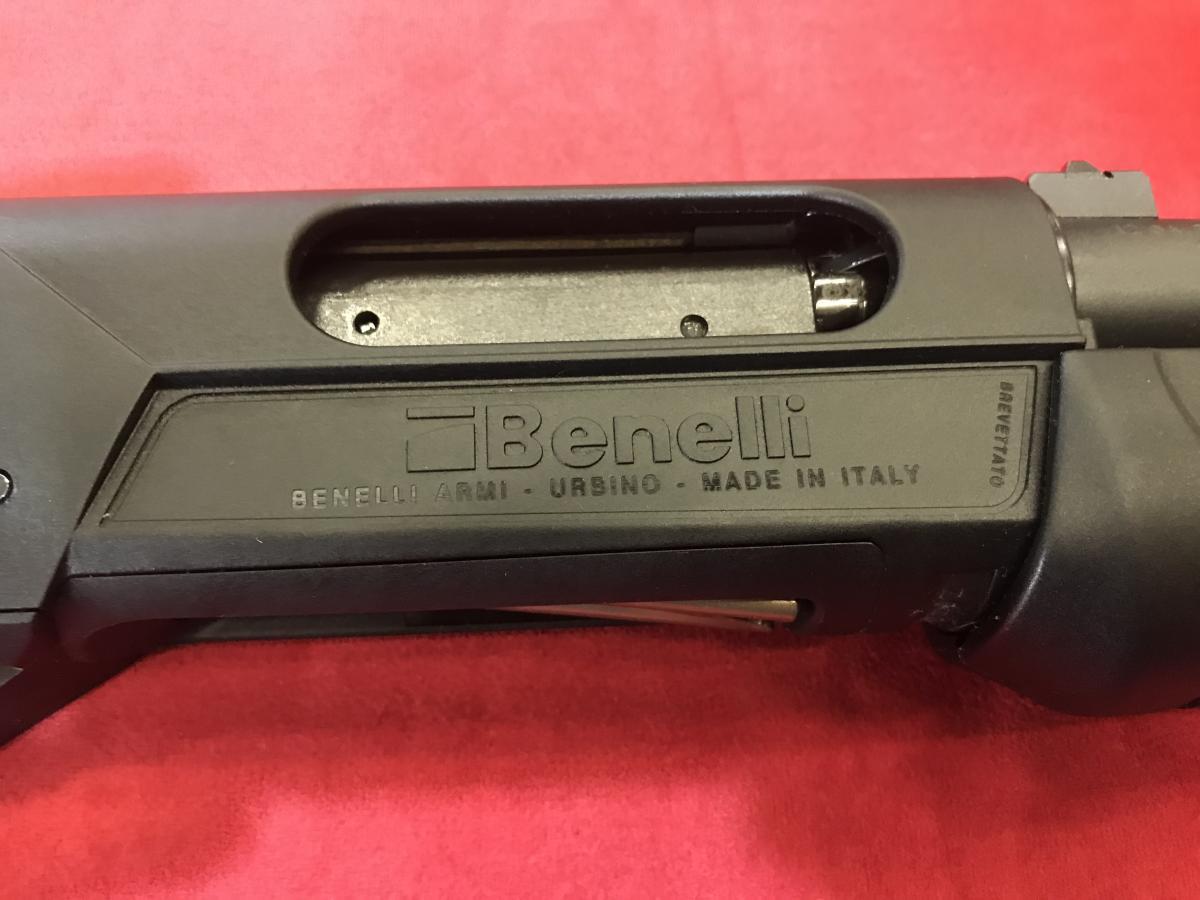 Benelli
BENELLI ARMI - URBINO - MADE IN ITALY
BREVETTATO